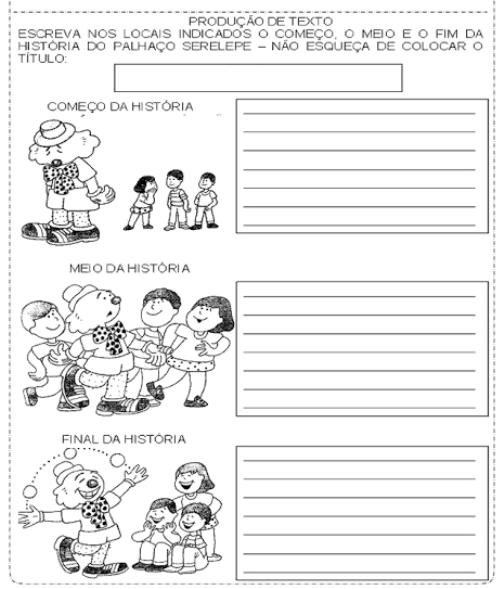 PRODUÇÃO DE TEXTO
ESCREVA NOS LOCAIS INDICADOS O COMEÇO, O MEIO E O FIM DA
HISTÓRIA DO PALHAÇO SERELEPE – NÃO ESQUEÇA DE COLOCAR O
TÍTULO:
COMEÇO DA HISTÓRIA
MEIO DA HISTÓRIA
FINAL DA HISTÓRIA